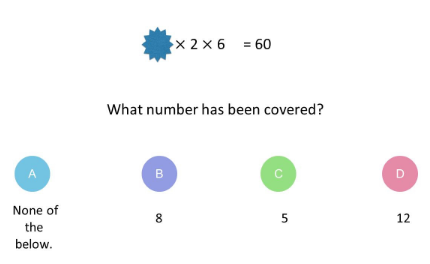 × 2 × 6 = 60
What number has been covered?
A
B
C
D
None of
the
below.
8
5
12